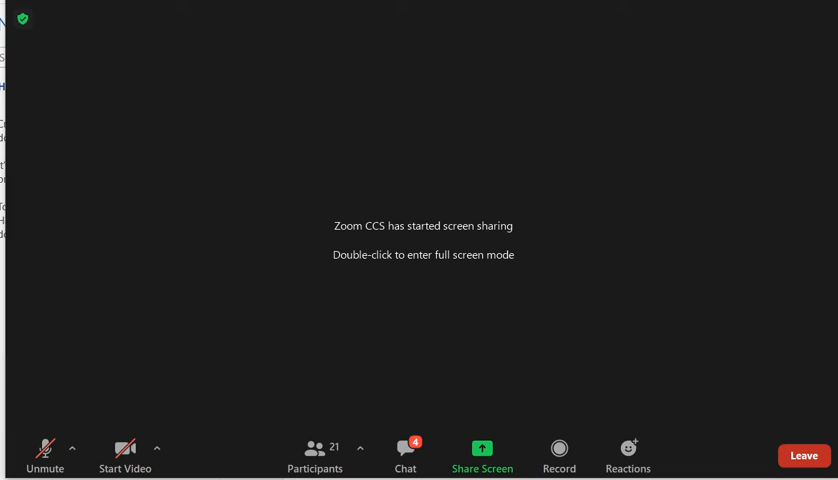 Zoom CCS has started screen sharing
Double-click to enter full screen mode
21
4
Unmute
Start Video
Participants
Chat
Share Screen
Record
Reactions
Leave